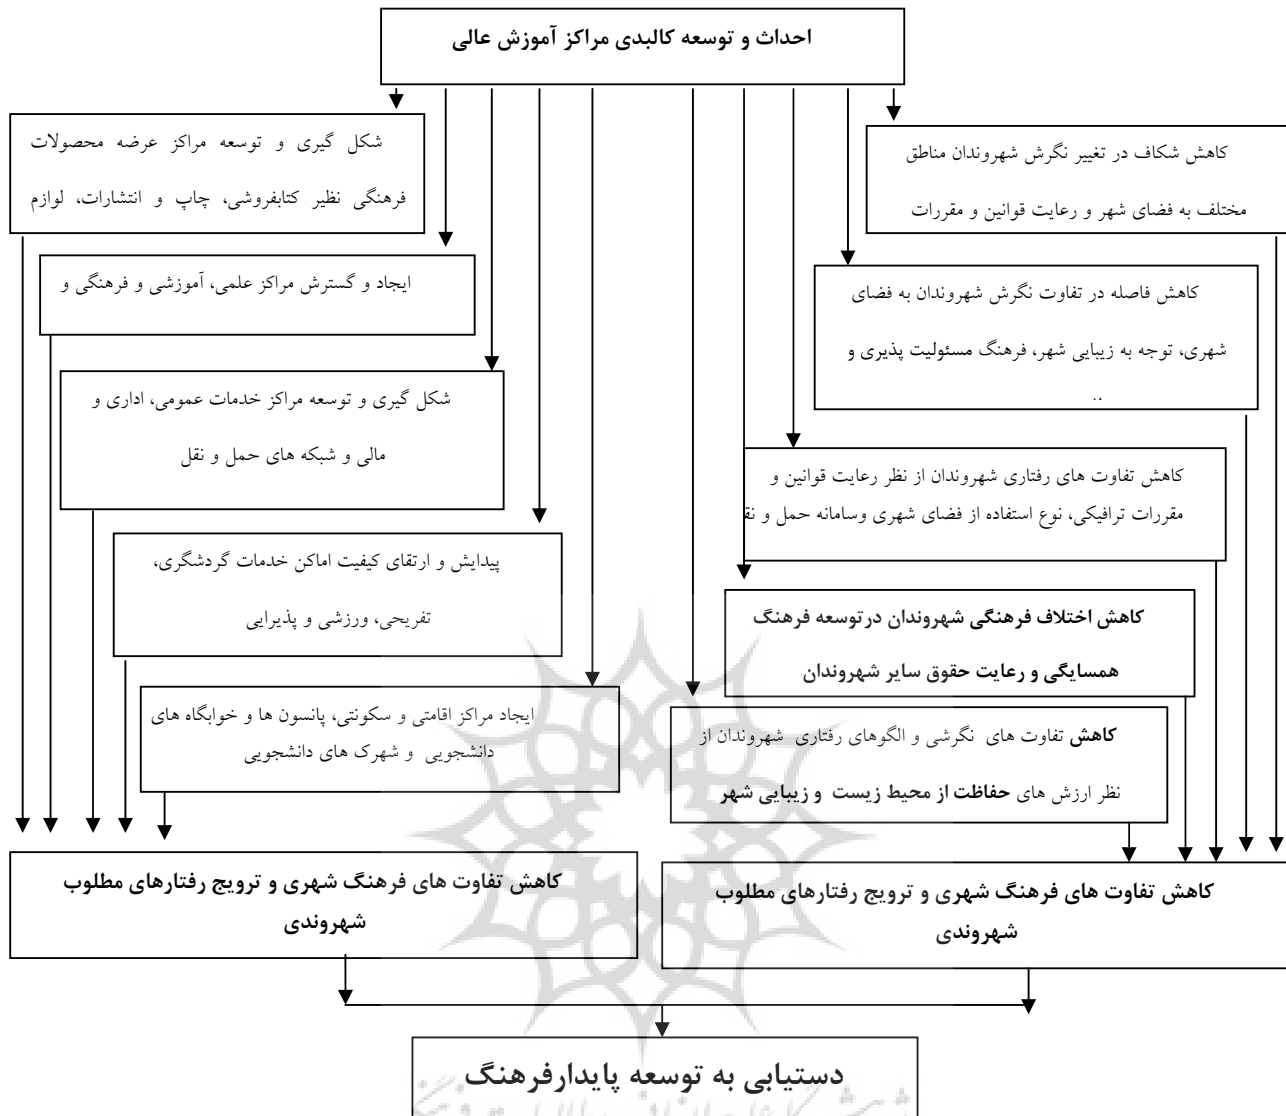 احداث و توسعه کالبدی مراکز آموزش عالی
کاهش شکاف در تغییر نگرش شهروندان مناطق
مختلف به فضای شهر و رعایت قوانین و مقررات
شکل گیری و توسعه مراکز عرضه محصولات
فرهنگی نظیر کتابفروشی، چاپ و انتشارات، لوازم
کاهش فاصله در تفاوت نگرش شهروندان به فضای
شهری، توجه به زیبایی شهر، فرهنگ مسئولیت پذیری و
..
ایجاد و گسترش مراکز علمی، آموزشی و فرهنگی و
شکل گیری و توسعه مراکز خدمات عمومی، اداری و
مالی و شبکه های حمل و نقل
کاهش تفاوت های رفتاری شهروندان از نظر رعایت قوانین و
مقررات ترافیکی، نوع استفاده از فضای شهری وسامانه حمل و نق
پیدایش و ارتقای کیفیت اماکن خدمات گردشگری،
تفریحی، ورزشی و پذیرایی
کاهش اختلاف فرهنگی شهروندان درتوسعه فرهنگ
همسایگی و رعایت حقوق سایر شهروندان
ایجاد مراکز اقامتی و سکونتی، پانسون ها و خوابگاه های
دانشجویی و شهرک های دانشجویی
کاهش تفاوت های نگرشی و الگوهای رفتاری شهروندان از
نظر ارزش های حفاظت از محیط زیست و زیبایی شهر
کاهش تفاوت های فرهنگ شهری و ترویج رفتارهای مطلوب
شهروندی
کاهش تفاوت های فرهنگ شهری و ترویج رفتارهای مطلوب
شهروندی
دستیابی به توسعه پایدارفرهنگ